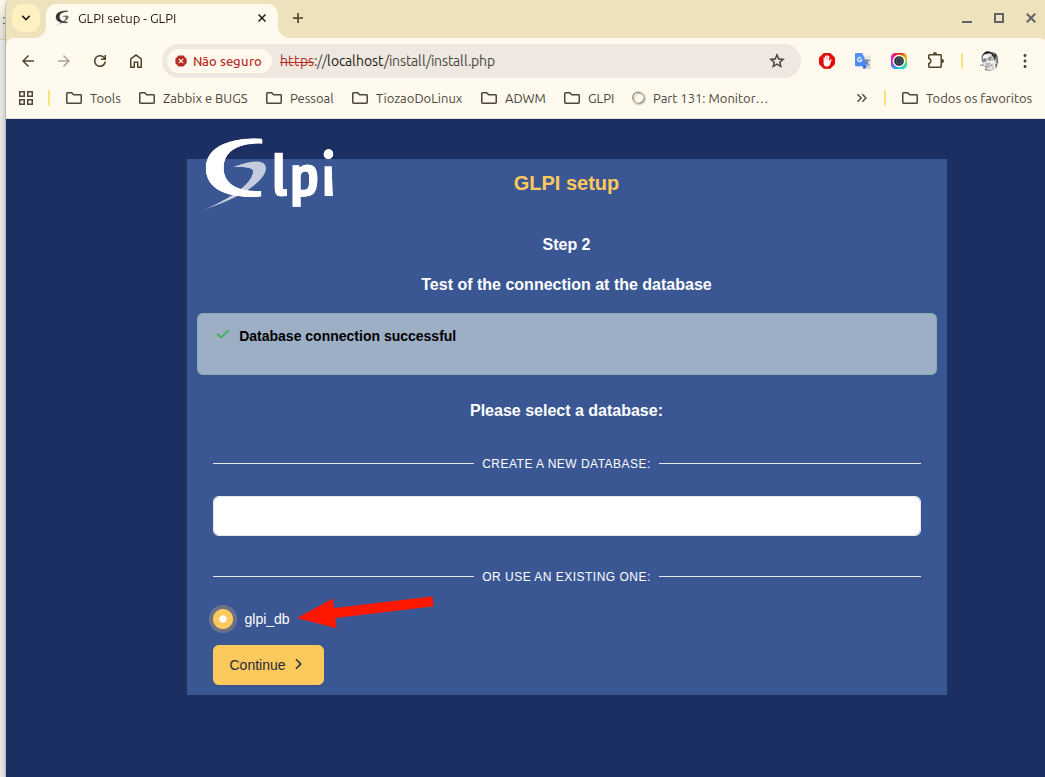 GLPI setup - GLPI
Não seguro https://localhost/install/install.php
Tools Zabbix e BUGS Pessoal TiozaoDoLinux ADWM GLPI Part 131: Monitor... » Todos os favoritos
Glpi
GLPI setup
Step 2
Test of the connection at the database
Database connection successful
Please select a database:
CREATE A NEW DATABASE:
OR USE AN EXISTING ONE:
glpi_db
Continue